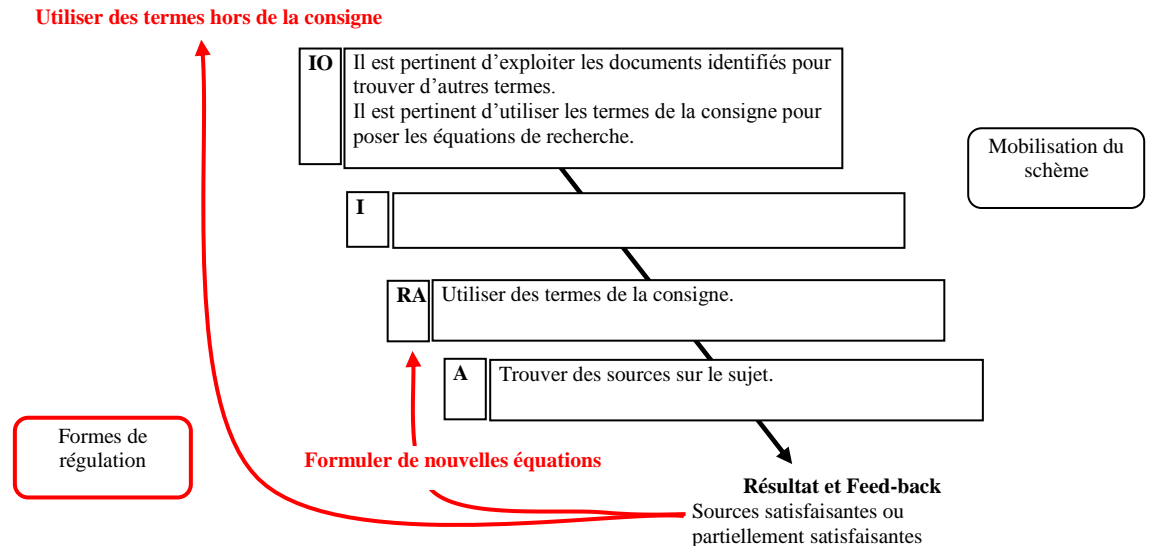 Utiliser des termes hors de la consigne
IO
Il est pertinent d’exploiter les documents identifiés pour
trouver d’autres termes.
Il est pertinent d’utiliser les termes de la consigne pour
poser les équations de recherche.
Mobilisation du
schème
I
RA
Utiliser des termes de la consigne.
A
Trouver des sources sur le sujet.
Formes de
régulation
Formuler de nouvelles équations
Résultat et Feed-back
Sources satisfaisantes ou
partiellement satisfaisantes